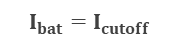 I_bat = I_cutoff